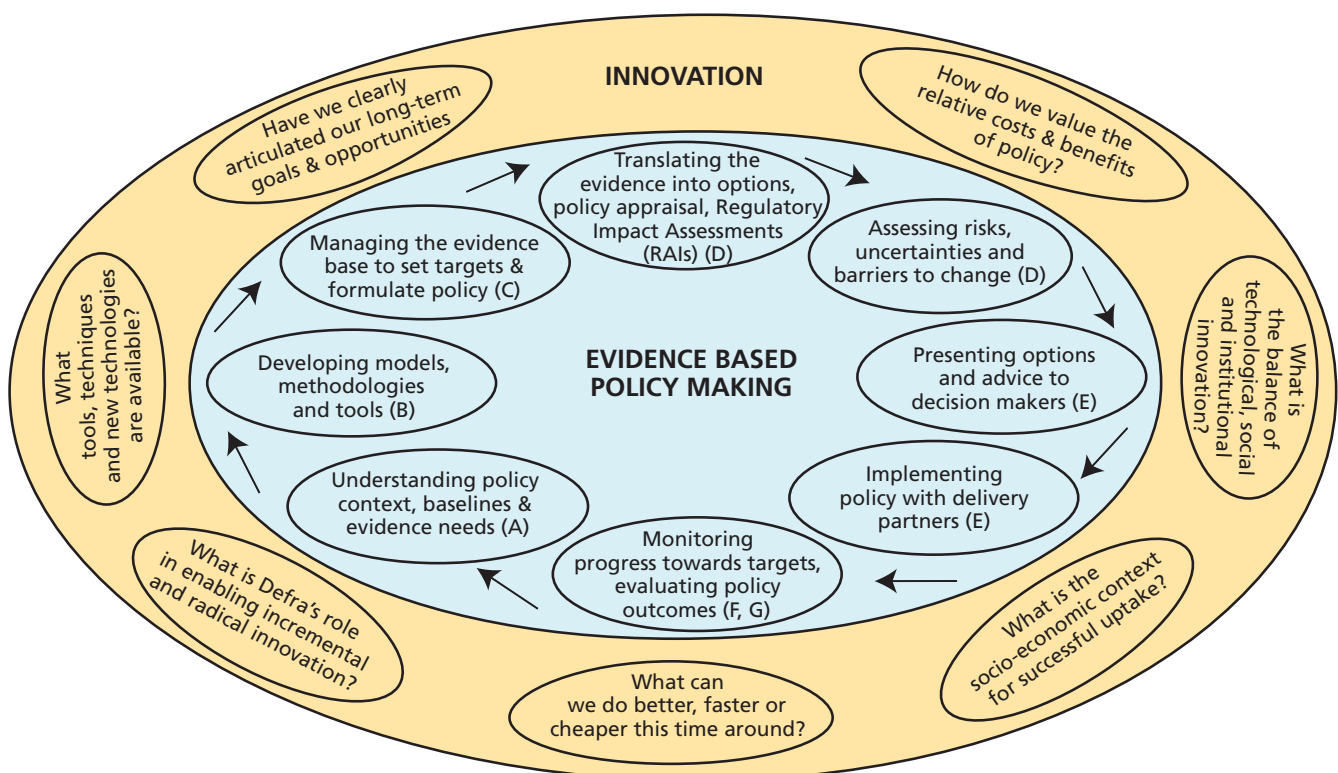 INNOVATION
Have we clearly
articulated our long-term
goals & opportunities
How do we value the
relative costs & benefits
of policy?
Translating the
evidence into options,
policy appraisal, Regulatory
Impact Assessments
(RAIs) (D)
Managing the evidence
base to set targets &
formulate policy (C)
Assessing risks,
uncertainties and
barriers to change (D)
What
tools, techniques
and new technologies
are available?
Developing models,
methodologies
and tools (B)
EVIDENCE BASED
POLICY MAKING
Presenting options
and advice to
decision makers (E)
What is
the balance of
technological, social
and institutional
innovation?
Understanding policy
context, baselines &
evidence needs (A)
Implementing
policy with delivery
partners (E)
Monitoring
progress towards targets,
evaluating policy
outcomes (F, G)
What is Defra's role
in enabling incremental
and radical innovation?
What is the
socio-economic context
for successful uptake?
What can
we do better, faster or
cheaper this time around?